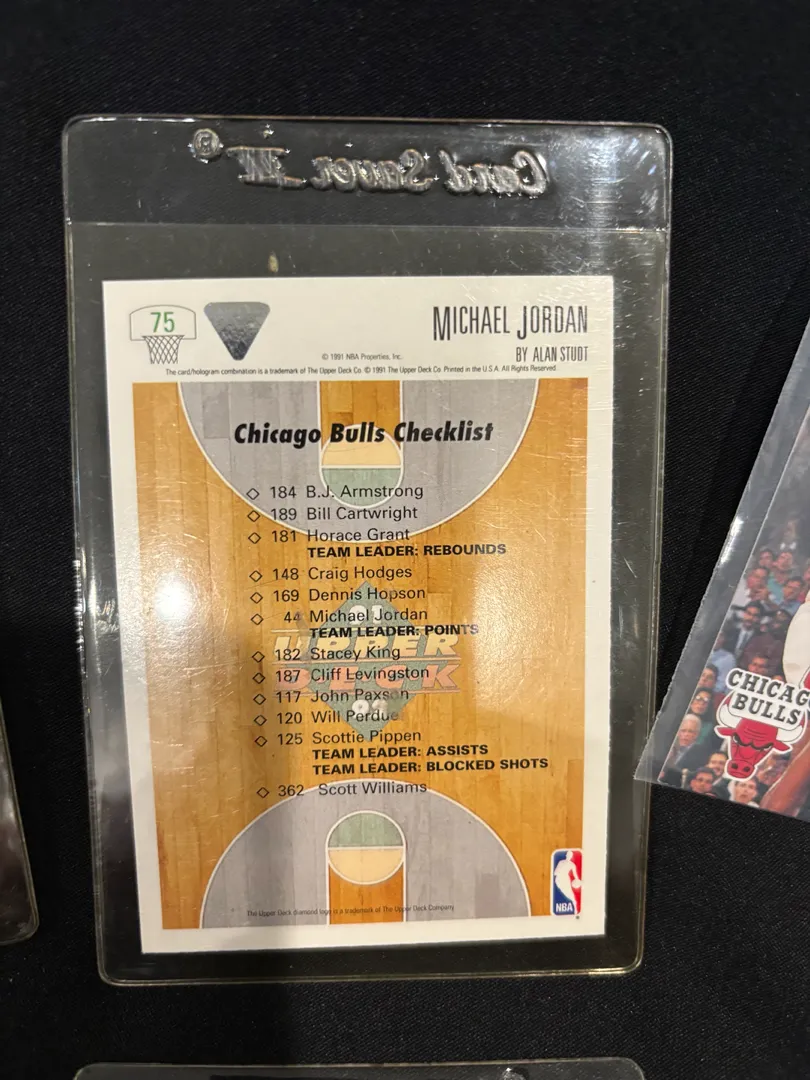 Card Saver III ®
75
MICHAEL JORDAN
BY ALAN STUDT
© 1991 NBA Properties, Inc.
The card/hologram combination is a trademark of The Upper Deck Co. © 1991 The Upper Deck Co. Printed in the U.S.A. All Rights Reserved.
Chicago Bulls Checklist
184 B.J. Armstrong
189 Bill Cartwright
181 Horace Grant
TEAM LEADER: REBOUNDS
148 Craig Hodges
169 Dennis Hopson
44 Michael Jordan
TEAM LEADER: POINTS
182 Stacey King
187 Cliff Levingston
117 John Paxson
120 Will Perdue
125 Scottie Pippen
TEAM LEADER: ASSISTS
TEAM LEADER: BLOCKED SHOTS
362 Scott Williams
91
UPPER
DECK
92
The Upper Deck diamond logo is a trademark of The Upper Deck Company
NBA
CHICAGO
BULLS